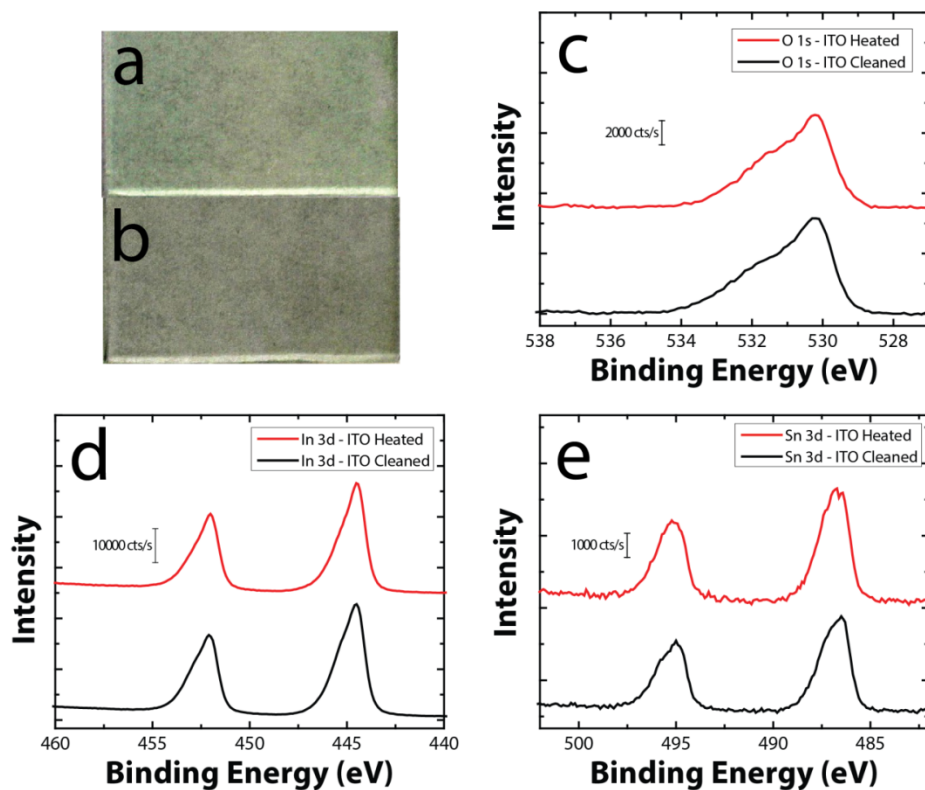 a
b
c
O 1s - ITO Heated
O 1s - ITO Cleaned
2000 cts/s
Intensity
538 536 534 532 530 528
Binding Energy (eV)
d
In 3d - ITO Heated
In 3d - ITO Cleaned
10000 cts/s
Intensity
460 455 450 445 440
Binding Energy (eV)
e
Sn 3d - ITO Heated
Sn 3d - ITO Cleaned
1000 cts/s
Intensity
500 495 490 485
Binding Energy (eV)